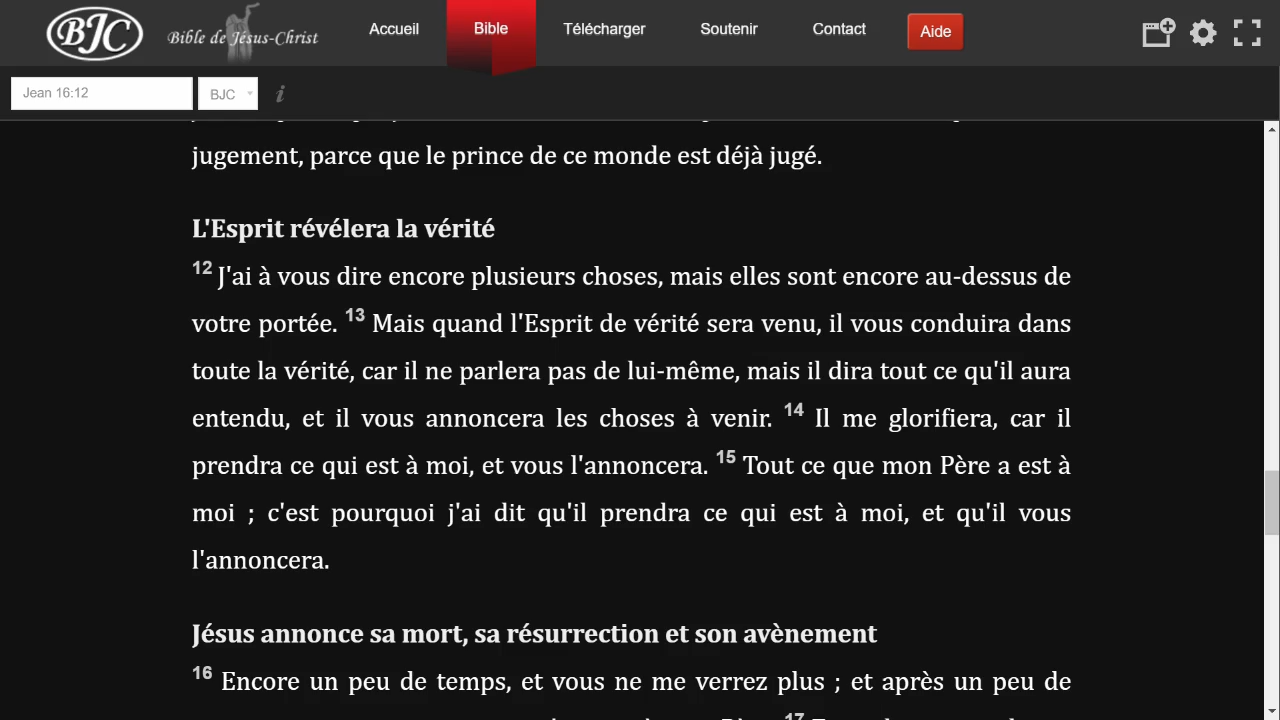 BJC
Bible de Jésus-Christ
Accueil
Bible
Télécharger
Soutenir
Contact
Aide
Jean 16:12
BJC
i
jugement, parce que le prince de ce monde est déjà jugé.
L'Esprit révélera la vérité
12 J'ai à vous dire encore plusieurs choses, mais elles sont encore au-dessus de
votre portée. 13 Mais quand l'Esprit de vérité sera venu, il vous conduira dans
toute la vérité, car il ne parlera pas de lui-même, mais il dira tout ce qu'il aura
entendu, et il vous annoncera les choses à venir. 14 Il me glorifiera, car il
prendra ce qui est à moi, et vous l'annoncera. 15 Tout ce que mon Père a est à
moi ; c'est pourquoi j'ai dit qu'il prendra ce qui est à moi, et qu'il vous
l'annoncera.
Jésus annonce sa mort, sa résurrection et son avènement
16 Encore un peu de temps, et vous ne me verrez plus ; et après un peu de
17